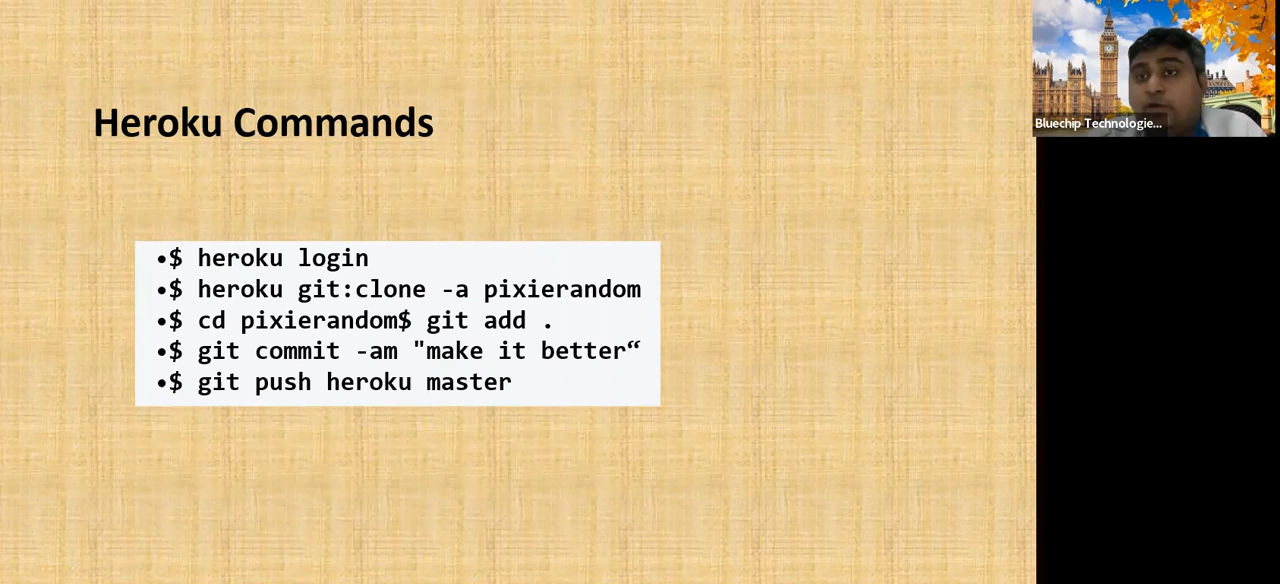 Heroku Commands
•$ heroku login
•$ heroku git:clone -a pixierandom
•$ cd pixierandom$ git add .
•$ git commit -am "make it better“
•$ git push heroku master
Bluechip Technologie...